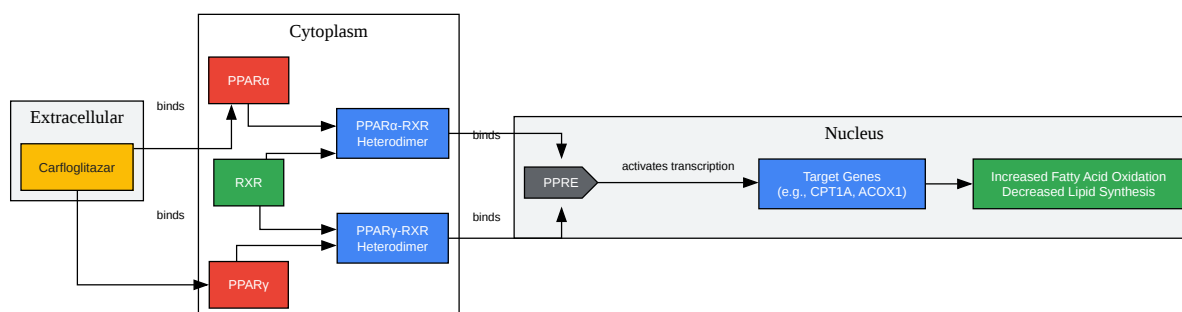 Cytoplasm
PPARα
binds
Extracellular
Carfloglitazar
PPARα-RXR
Heterodimer
binds
Nucleus
RXR
PPRE
activates transcription
Target Genes
(e.g., CPT1A, ACOX1)
Increased Fatty Acid Oxidation
Decreased Lipid Synthesis
binds
PPARγ-RXR
Heterodimer
binds
PPARγ